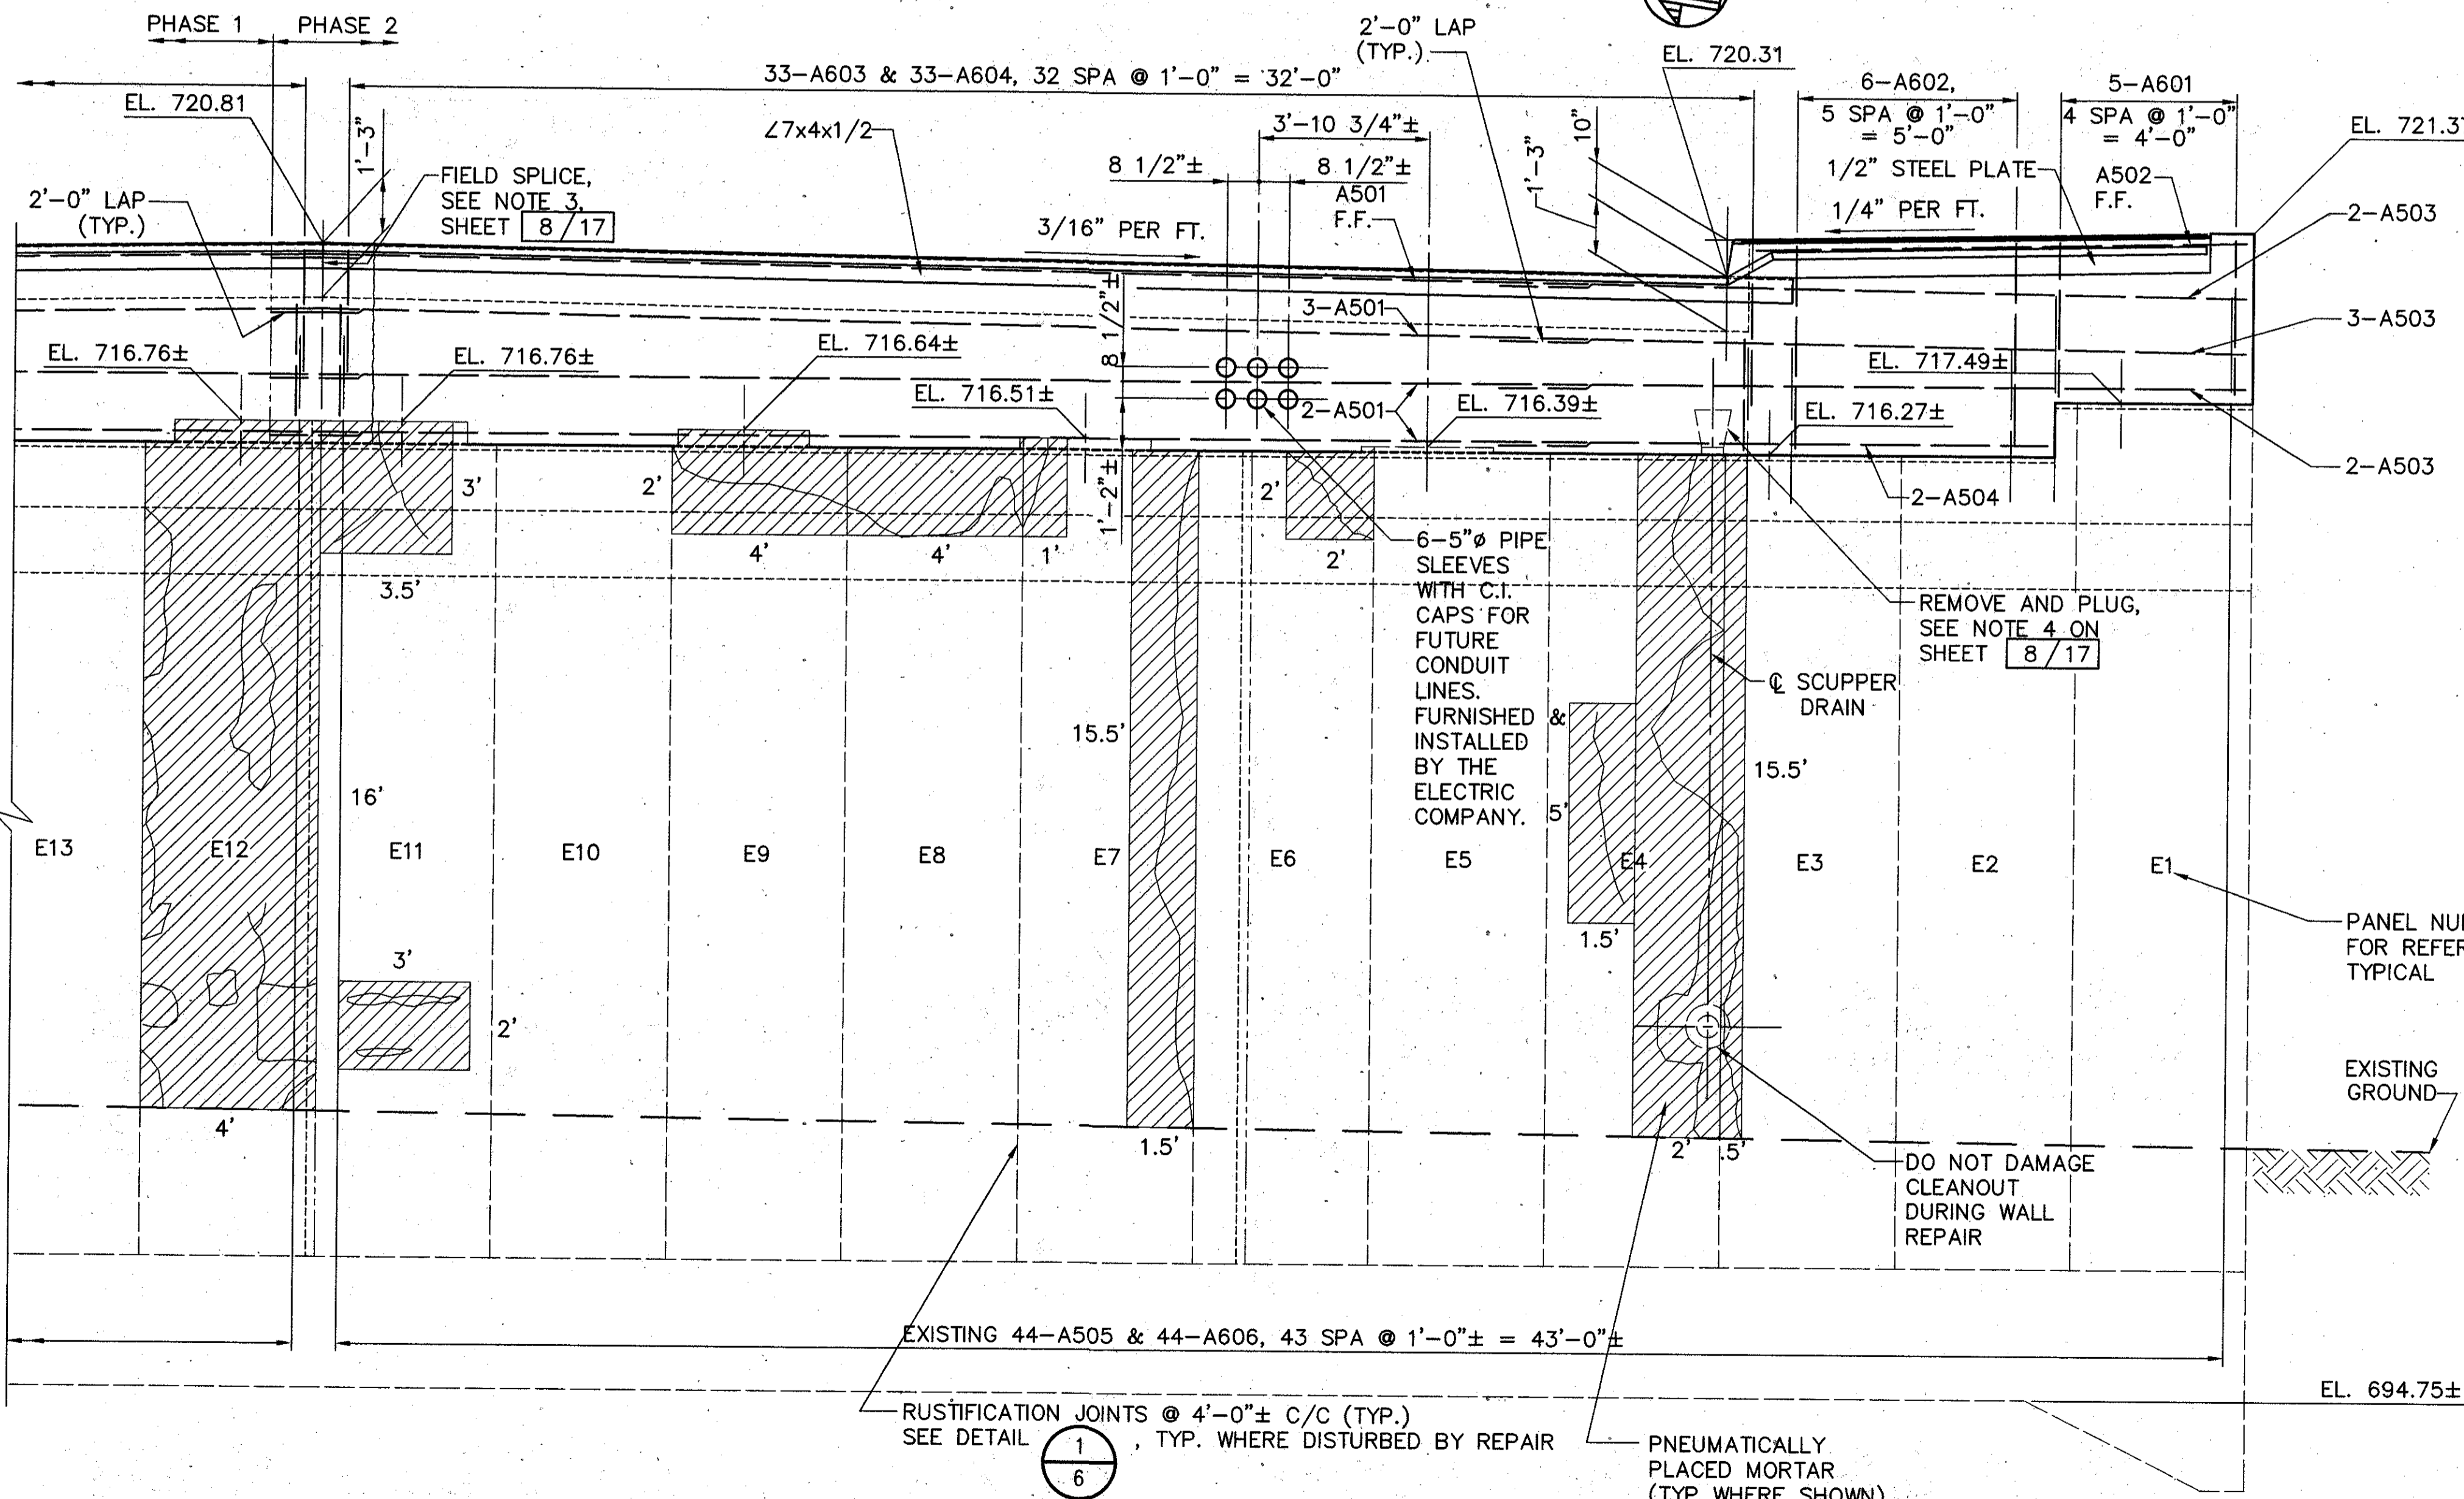 PHASE 1
PHASE 2
2'-0" LAP
(TYP.)
EL. 720.31
33-A603 & 33-A604, 32 SPA @ 1'-0" = 32'-0"
6-A602,
5 SPA @ 1'-0"
= 5'-0"
5-A601
4 SPA @ 1'-0"
= 4'-0"
EL. 720.81
1'-3"
∠7x4x1/2
3'-10 3/4"±
10"
1'-3"
EL. 721.3
FIELD SPLICE,
SEE NOTE 3,
SHEET 8/17
8 1/2"±
8 1/2"±
A501
F.F.
1/2" STEEL PLATE
A502
F.F.
2'-0" LAP
(TYP.)
3/16" PER FT.
1/4" PER FT.
2-A503
8 1/2"±
3-A501
3-A503
EL. 716.76±
EL. 716.76±
EL. 716.64±
EL. 717.49±
EL. 716.51±
2-A501
EL. 716.39±
EL. 716.27±
2-A503
3'
2'
1'-2"±
2'
2-A504
4'
4'
1'
2'
3.5'
6-5"ø PIPE
SLEEVES
WITH C.I.
CAPS FOR
FUTURE
CONDUIT
LINES.
FURNISHED &
INSTALLED
BY THE
ELECTRIC
COMPANY.
REMOVE AND PLUG,
SEE NOTE 4 ON
SHEET 8/17
℄ SCUPPER
DRAIN
15.5'
15.5'
16'
5'
E13
E12
E11
E10
E9
E8
E7
E6
E5
E4
E3
E2
E1
1.5'
3'
2'
PANEL
FOR
TYPICAL
EXISTING
GROUND
4'
1.5'
2'
.5'
DO NOT DAMAGE
CLEANOUT
DURING WALL
REPAIR
EXISTING 44-A505 & 44-A606, 43 SPA @ 1'-0"± = 43'-0"±
EL. 694.75±
RUSTIFICATION JOINTS @ 4'-0"± C/C (TYP.)
SEE DETAIL 1/6, TYP. WHERE DISTURBED BY REPAIR
PNEUMATICALLY
PLACED MORTAR
(TYP. WHERE SHOWN)